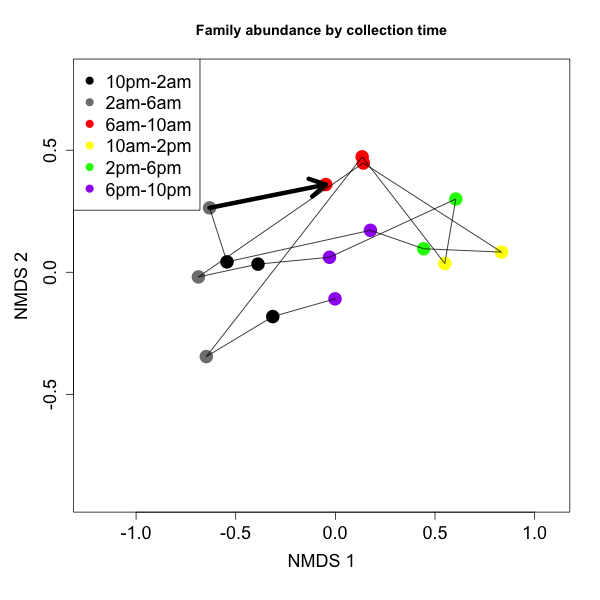 Family abundance by collection time
10pm-2am
2am-6am
6am-10am
10am-2pm
2pm-6pm
6pm-10pm
0.5
0.0
-0.5
NMDS 2
-1.0 -0.5 0.0 0.5 1.0
NMDS 1